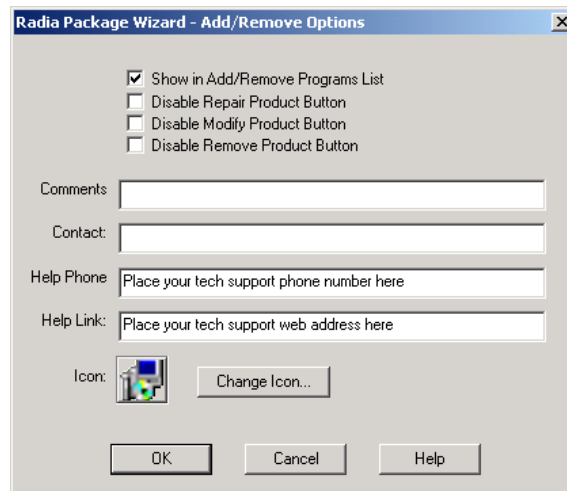 Radia Package Wizard - Add/Remove Options
Show in Add/Remove Programs List
Disable Repair Product Button
Disable Modify Product Button
Disable Remove Product Button
Comments
Contact:
Help Phone Place your tech support phone number here
Help Link: Place your tech support web address here
Icon: Change Icon...
OK Cancel Help